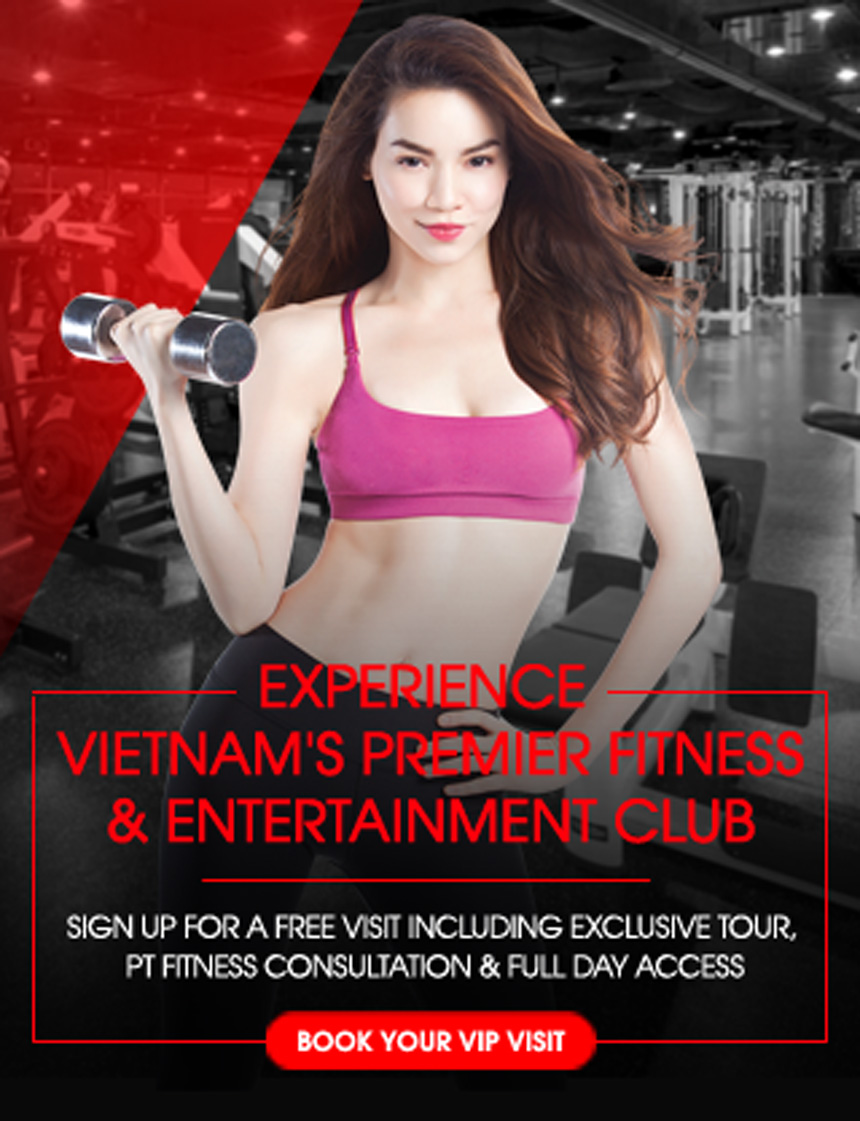 EXPERIENCE
VIETNAM'S PREMIER FITNESS
& ENTERTAINMENT CLUB
SIGN UP FOR A FREE VISIT INCLUDING EXCLUSIVE TOUR,
PT FITNESS CONSULTATION & FULL DAY ACCESS
BOOK YOUR VIP VISIT